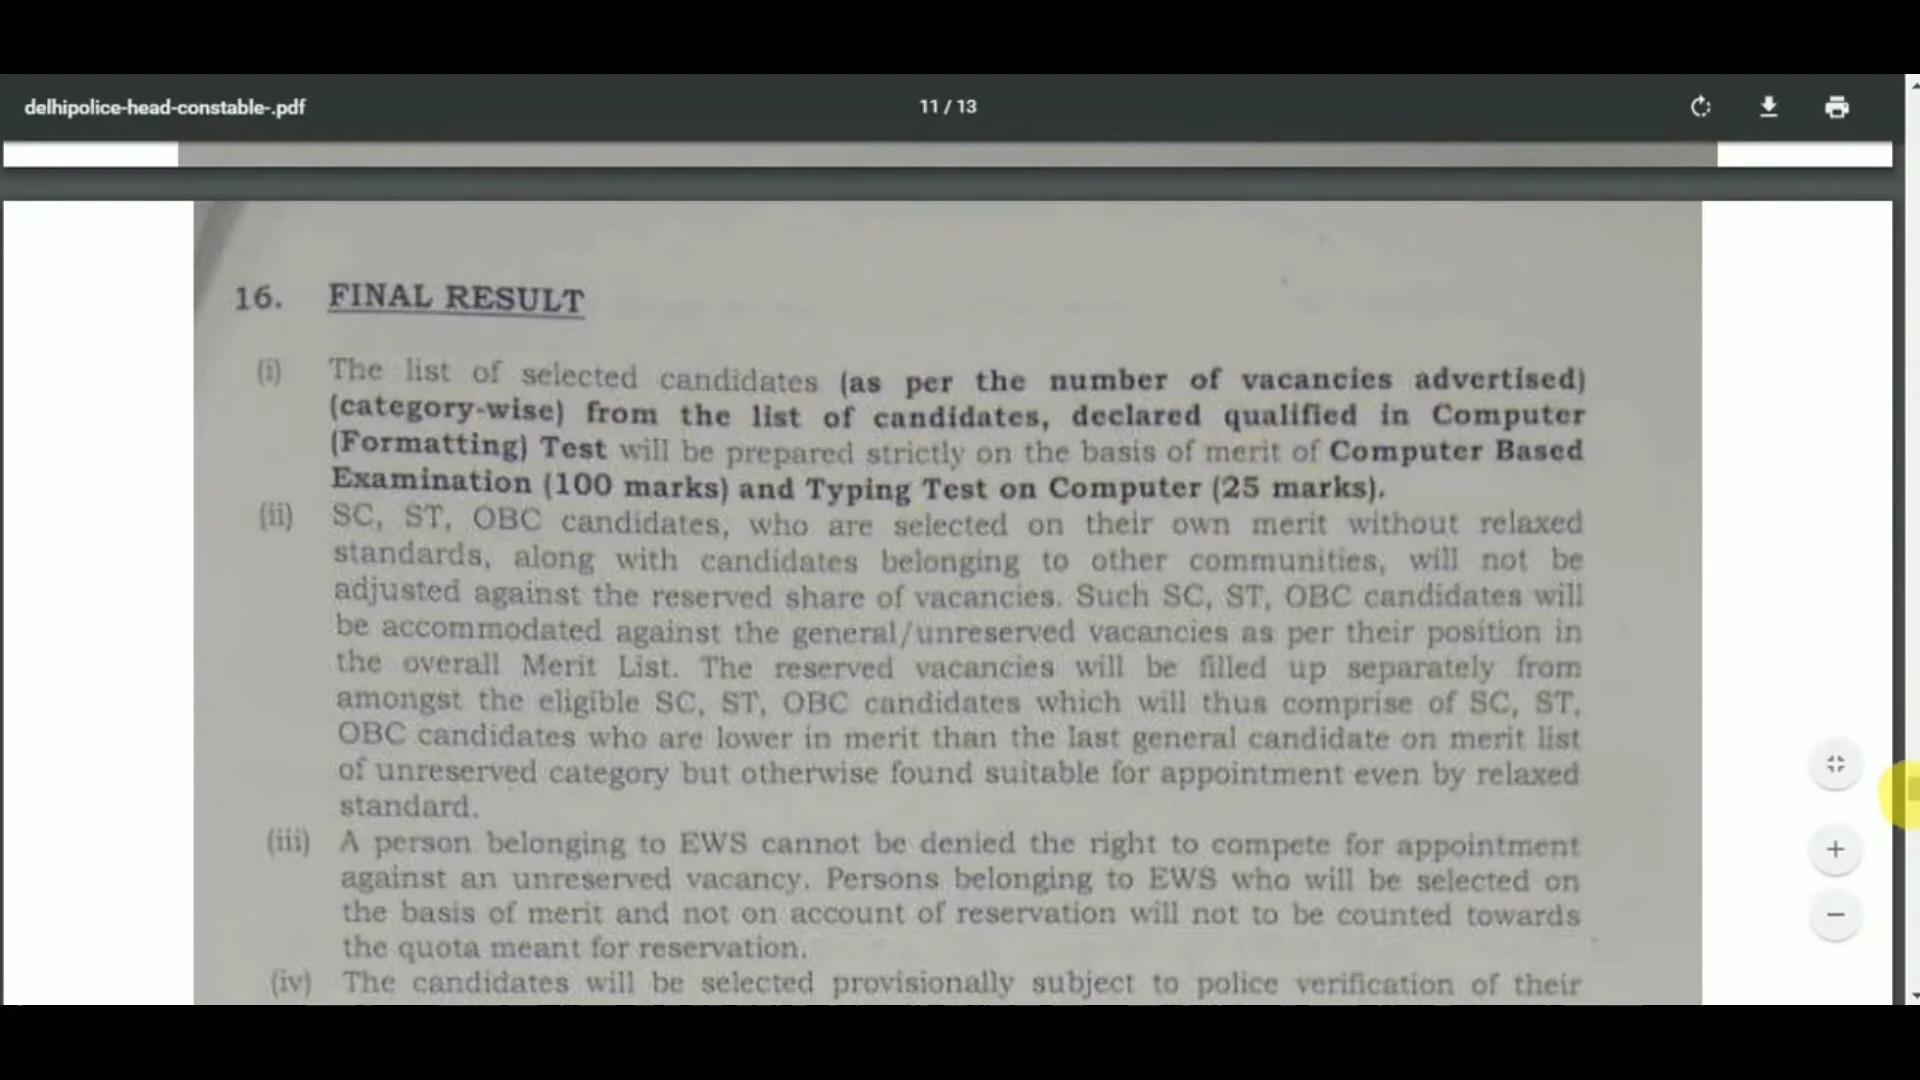 delhipolice-head-constable-.pdf
11 / 13
16. FINAL RESULT
(i) The list of selected candidates (as per the number of vacancies advertised)
(category-wise) from the list of candidates, declared qualified in Computer
(Formatting) Test will be prepared strictly on the basis of merit of Computer Based
Examination (100 marks) and Typing Test on Computer (25 marks).
(ii) SC, ST, OBC candidates, who are selected on their own merit without relaxed
standards, along with candidates belonging to other communities, will not be
adjusted against the reserved share of vacancies. Such SC, ST, OBC candidates will
be accommodated against the general/unreserved vacancies as per their position in
the overall Merit List. The reserved vacancies will be filled up separately from
amongst the eligible SC, ST, OBC candidates which will thus comprise of SC, ST,
OBC candidates who are lower in merit than the last general candidate on merit list
of unreserved category but otherwise found suitable for appointment even by relaxed
standard.
(iii) A person belonging to EWS cannot be denied the right to compete for appointment
against an unreserved vacancy. Persons belonging to EWS who will be selected on
the basis of merit and not on account of reservation will not to be counted towards
the quota meant for reservation.
(iv) The candidates will be selected provisionally subject to police verification of their